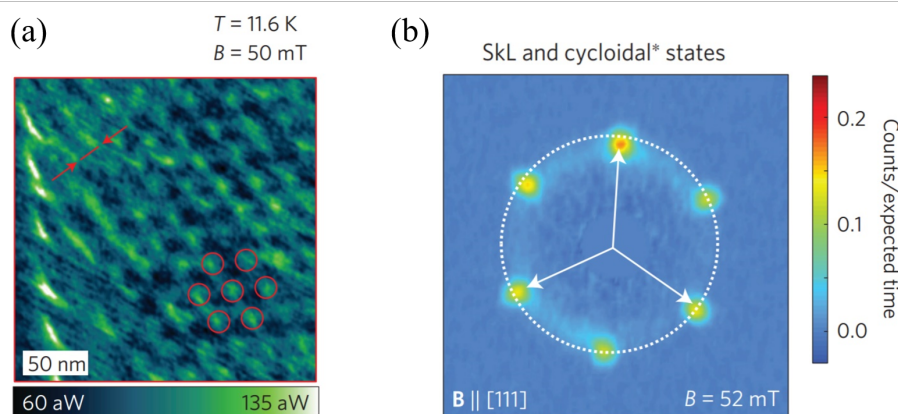 (a)
T = 11.6 K
B = 50 mT
50 nm
60 aW
135 aW
(b)
SkL and cycloidal* states
B || [111]
B = 52 mT
0.2
0.1
0.0
Counts/expected time